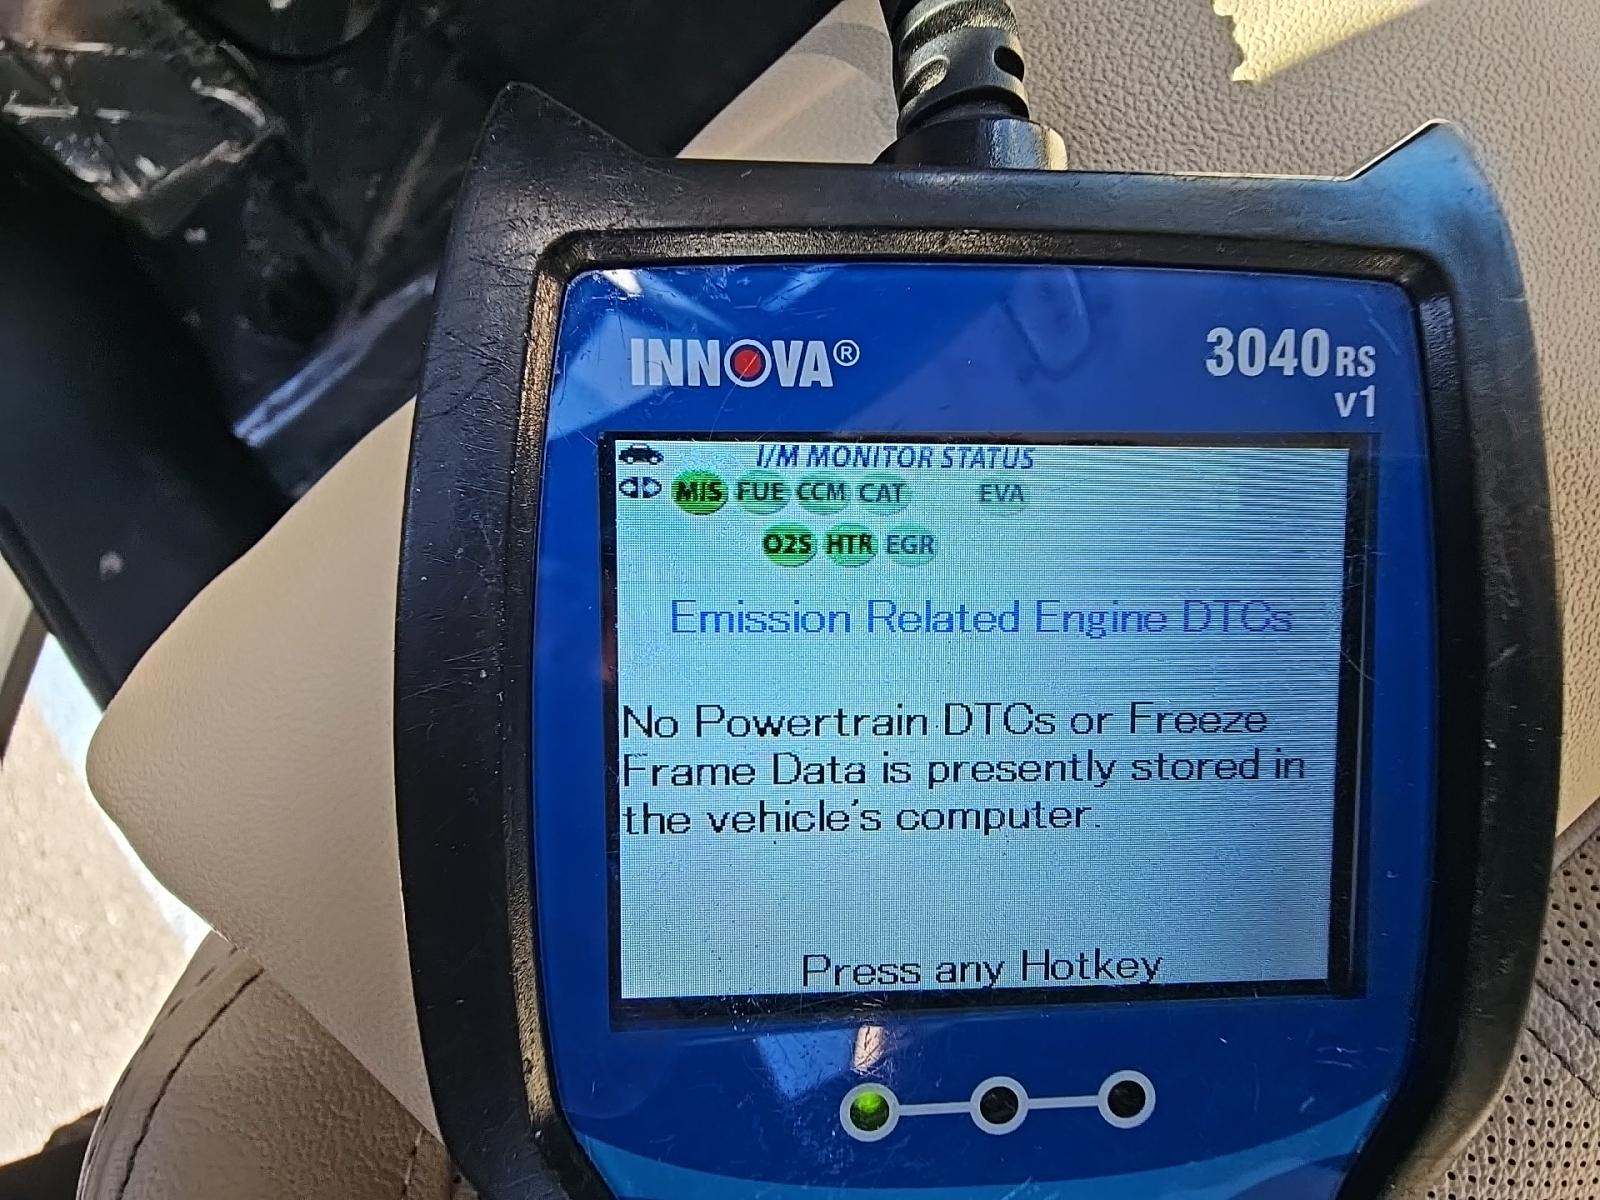 INNOVA®
3040RS
v1
I/M MONITOR STATUS
MIS FUE CCM CAT EVA
O2S HTR EGR
Emission Related Engine DTCs
No Powertrain DTCs or Freeze
Frame Data is presently stored in
the vehicle's computer.
Press any Hotkey